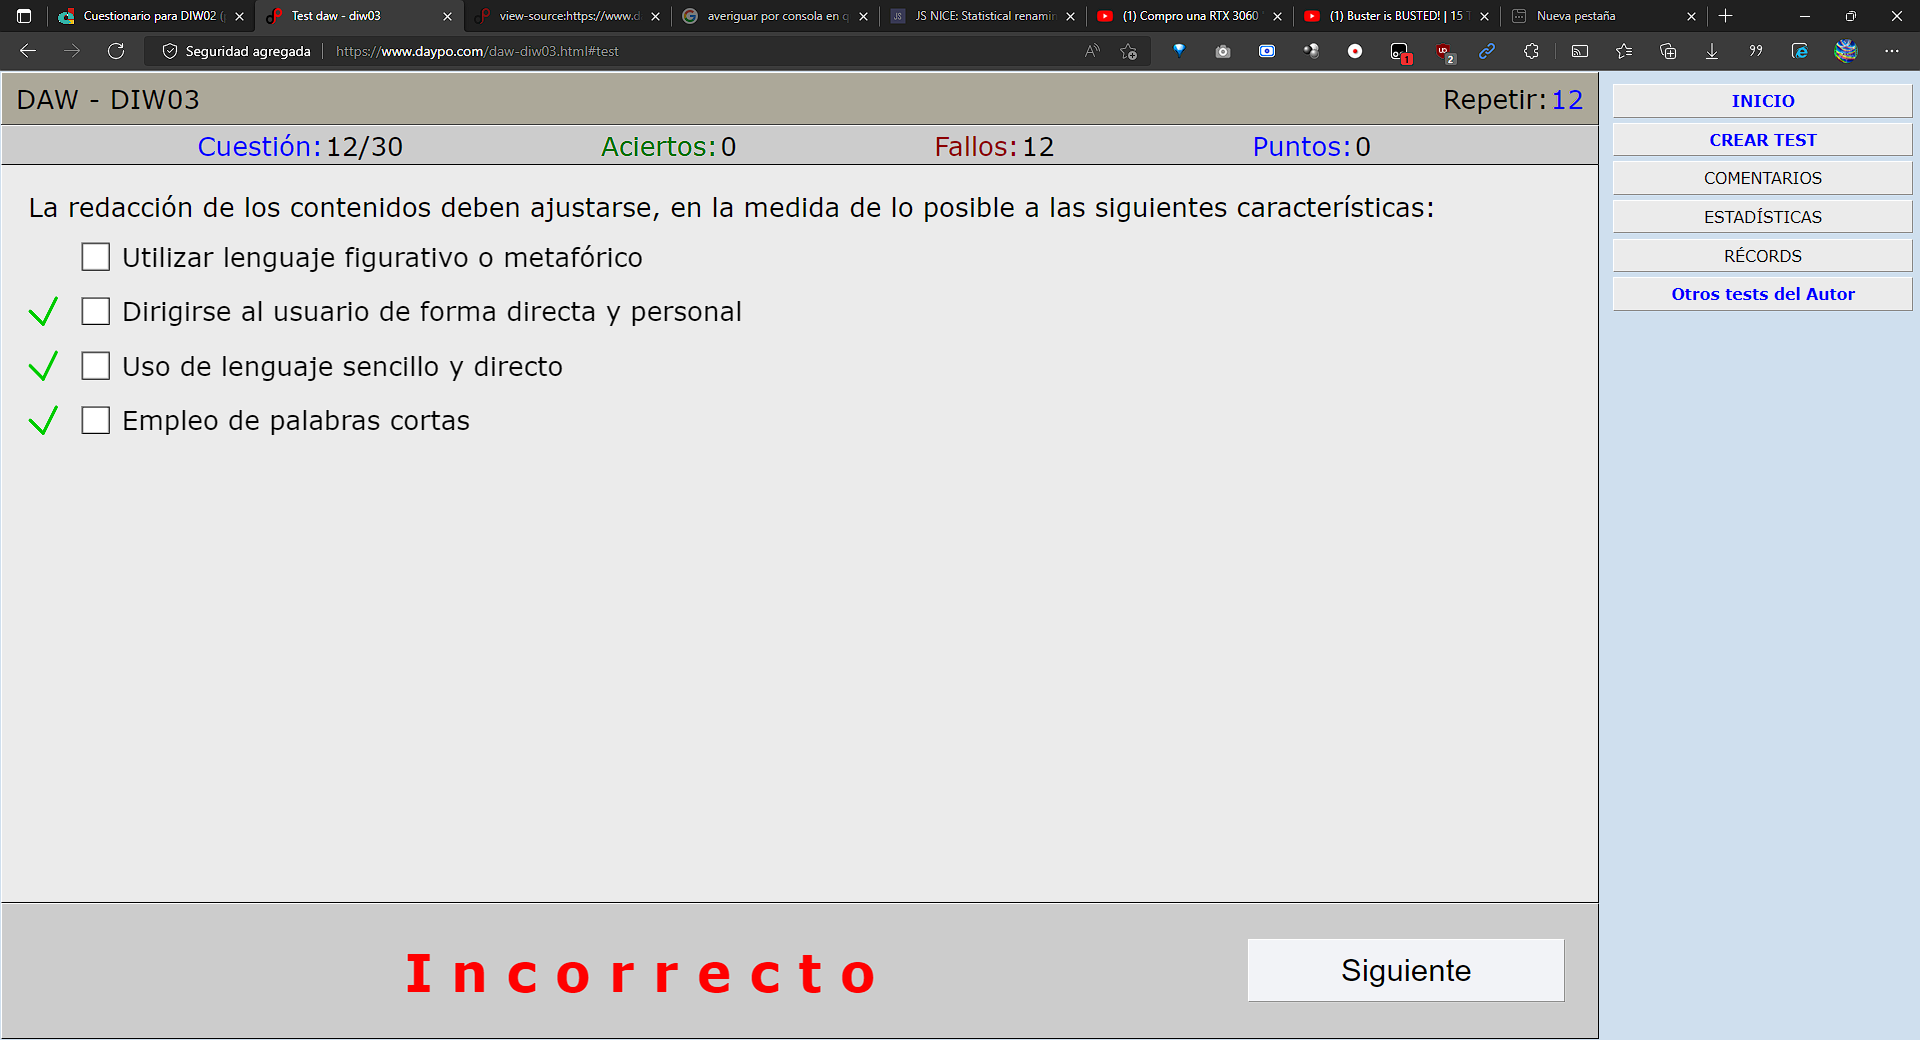 Cuestionario para DIW02 (
Test daw - diw03
view-source:https://www.d
averiguar por consola en q
JS NICE: Statistical renamin
(1) Compro una RTX 3060
(1) Buster is BUSTED! | 15 T
Nueva pestaña
Seguridad agregada
https://www.daypo.com/daw-diw03.html#test
1
2
DAW - DIW03
Repetir: 12
Cuestión: 12/30
Aciertos: 0
Fallos: 12
Puntos: 0
La redacción de los contenidos deben ajustarse, en la medida de lo posible a las siguientes características:
Utilizar lenguaje figurativo o metafórico
Dirigirse al usuario de forma directa y personal
Uso de lenguaje sencillo y directo
Empleo de palabras cortas
Incorrecto
Siguiente
INICIO
CREAR TEST
COMENTARIOS
ESTADÍSTICAS
RÉCORDS
Otros tests del Autor